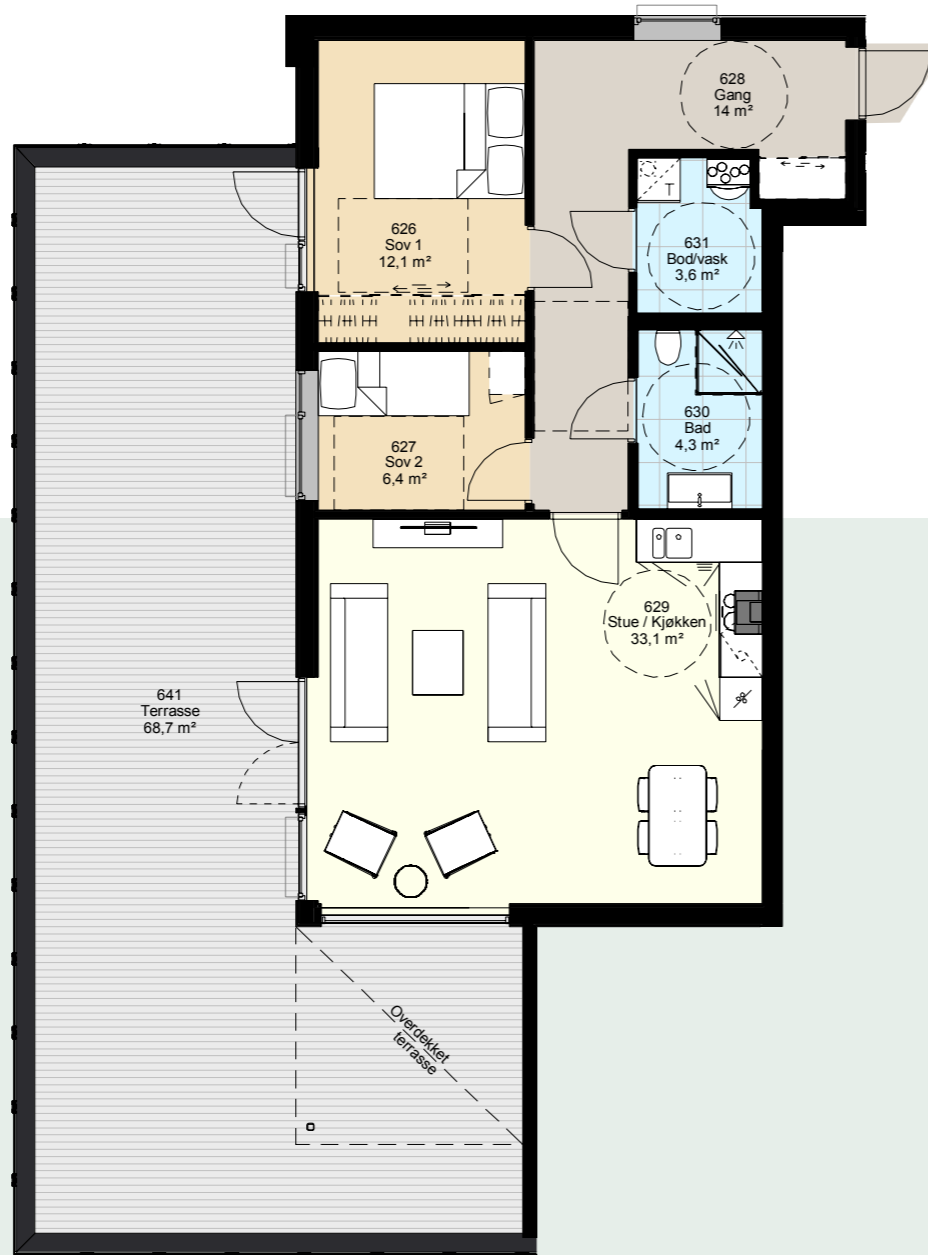 628
Gang
14 m²
626
Sov 1
12,1 m²
T
631
Bod/vask
3,6 m²
627
Sov 2
6,4 m²
630
Bad
4,3 m²
629
Stue / Kjøkken
33,1 m²
641
Terrasse
68,7 m²
Overdekket
terrasse